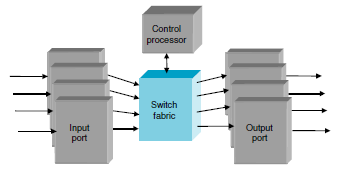 Control
processor
Switch
fabric
Input
port
Output
port